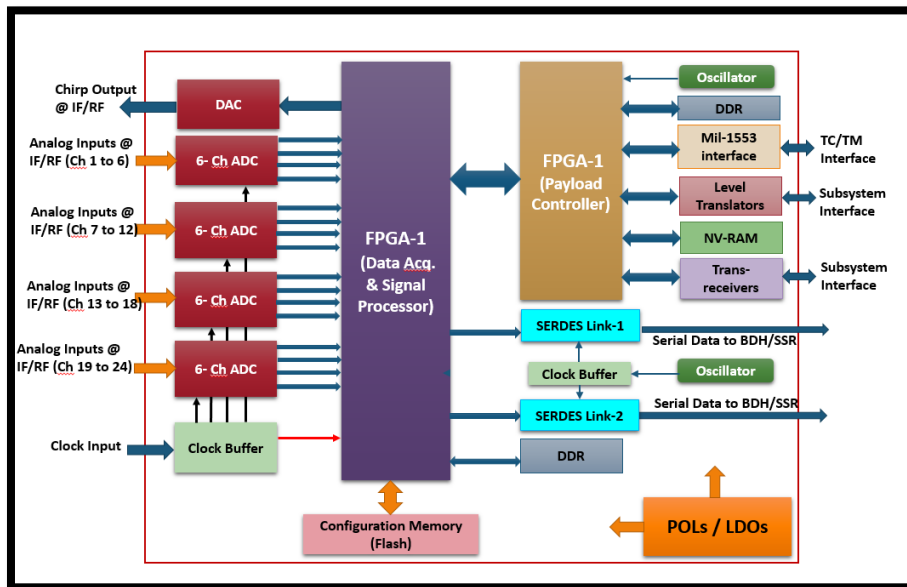 Chirp Output
@ IF/RF
DAC
Analog Inputs @
IF/RF (Ch 1 to 6)
6- Ch ADC
Analog Inputs @
IF/RF (Ch 7 to 12)
6- Ch ADC
Analog Inputs @
IF/RF (Ch 13 to 18)
6- Ch ADC
Analog Inputs @
IF/RF (Ch 19 to 24)
6- Ch ADC
Clock Input
Clock Buffer
FPGA-1
(Data Acq.
& Signal
Processor)
Configuration Memory
(Flash)
FPGA-1
(Payload
Controller)
Oscillator
DDR
Mil-1553
interface
TC/TM
Interface
Level
Translators
Subsystem
Interface
NV-RAM
Trans-
receivers
Subsystem
Interface
SERDES Link-1
Serial Data to BDH/SSR
Clock Buffer
Oscillator
SERDES Link-2
Serial Data to BDH/SSR
DDR
POLs / LDOs